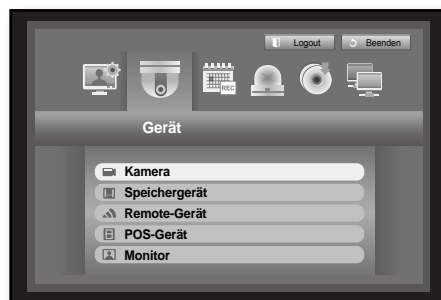 Logout
Beenden
REC
Gerät
Kamera
Speichergerät
Remote-Gerät
POS-Gerät
Monitor